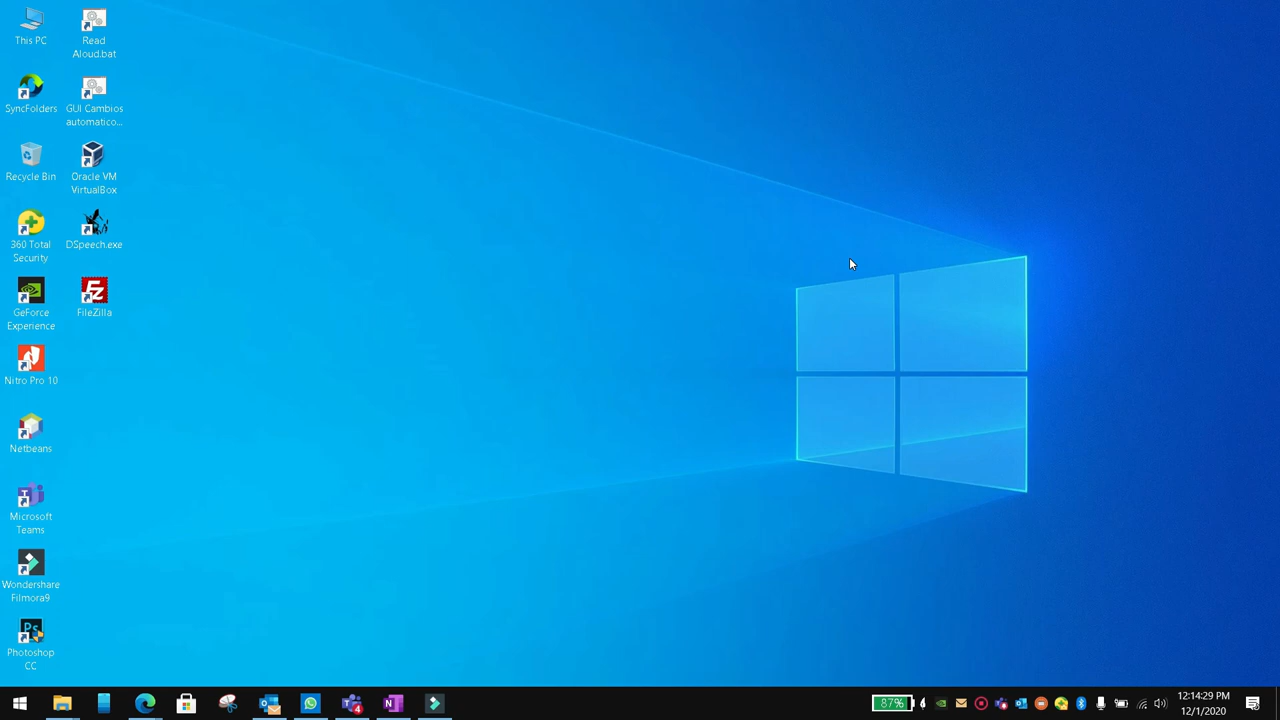 This PC
Read
Aloud.bat
SyncFolders
GUI Cambios
automatico...
Recycle Bin
Oracle VM
VirtualBox
360 Total
Security
DSpeech.exe
GeForce
Experience
FileZilla
Nitro Pro 10
Netbeans
Microsoft
Teams
Wondershare
Filmora9
Photoshop
CC
87%
12:14:29 PM
12/1/2020